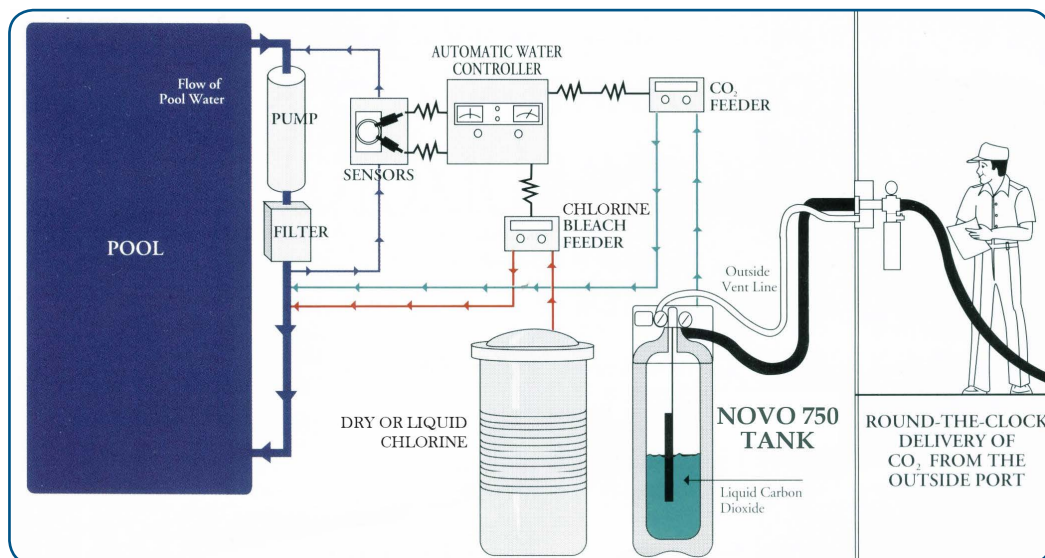 Flow of
Pool Water
PUMP
POOL
FILTER
SENSORS
AUTOMATIC WATER
CONTROLLER
CO₂
FEEDER
CHLORINE
BLEACH
FEEDER
Outside
Vent Line
DRY OR LIQUID
CHLORINE
NOVO 750
TANK
Liquid Carbon
Dioxide
ROUND-THE-CLOCK
DELIVERY OF
CO₂ FROM THE
OUTSIDE PORT